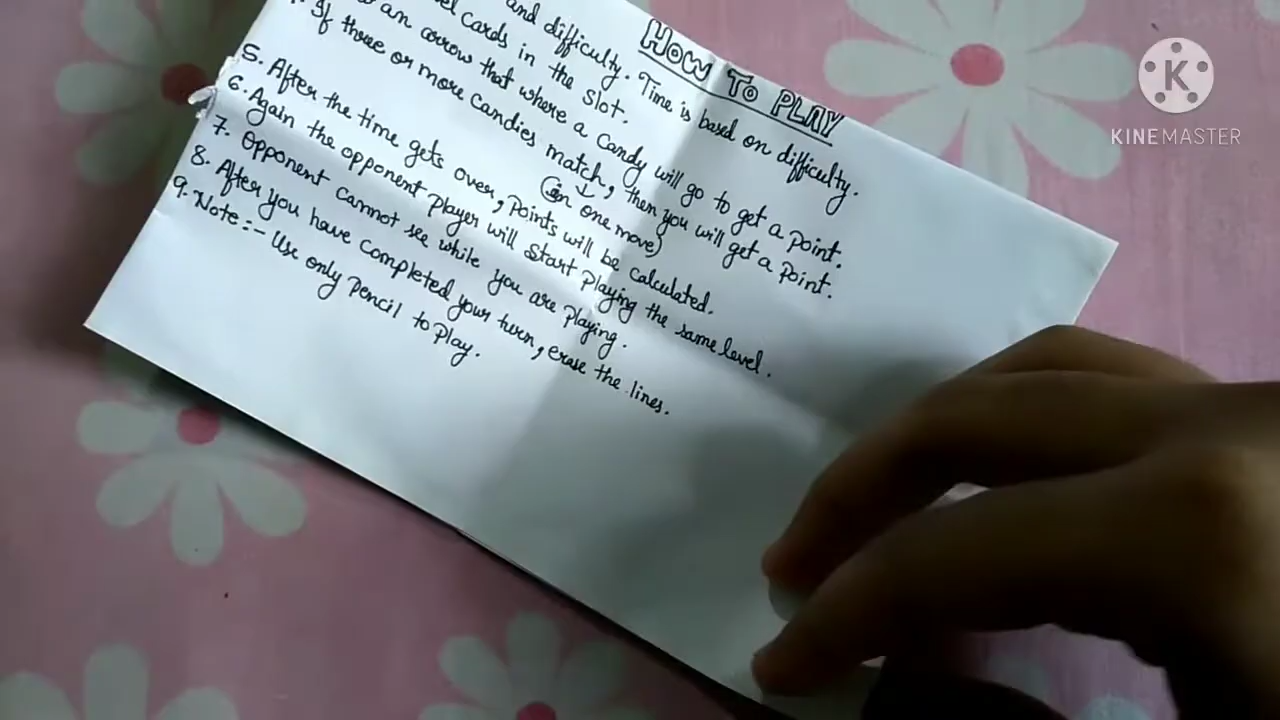 HOW TO PLAY
and difficulty. Time is based on difficulty.
cards in the slot.
an arrow that where a candy will go to get a point.
If three or more candies match, then you will get a point.
(in one move)
5. After the time gets over, Points will be calculated.
6. Again the opponent player will start playing the same level.
7. Opponent cannot see while you are playing.
8. After you have completed your turn, erase the lines.
9. Note :- Use only Pencil to Play.
K
KINEMASTER